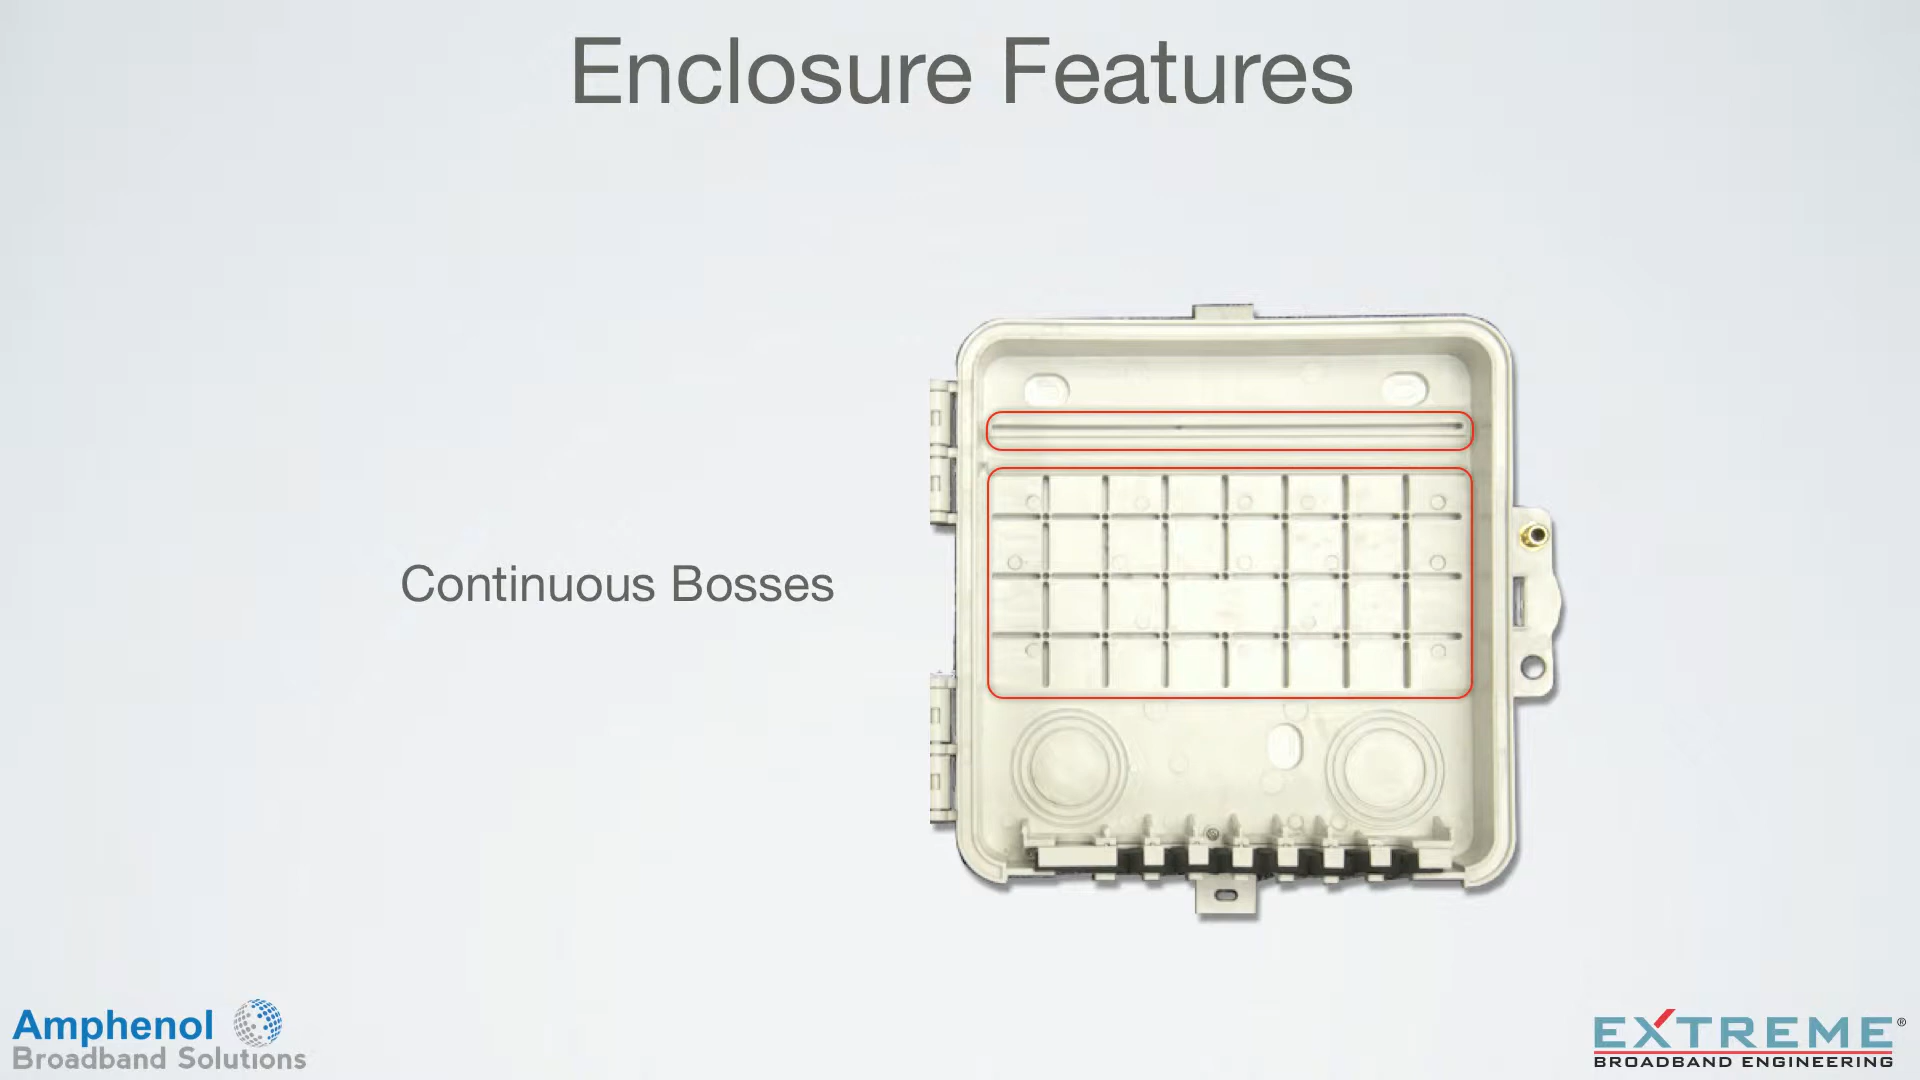 Enclosure Features
Continuous Bosses
Amphenol
Broadband Solutions
EXTREME®
BROADBAND ENGINEERING